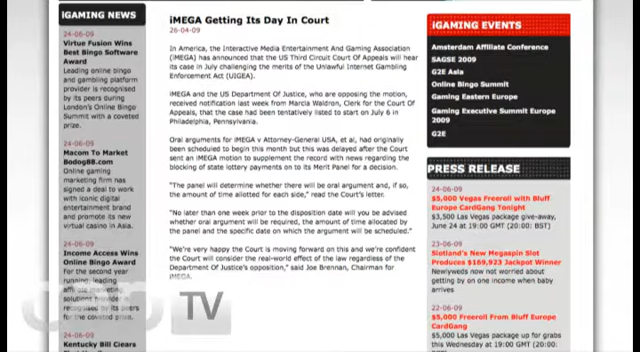 iGAMING NEWS
24-06-09
Virtue Fusion Wins
Best Bingo Software
Award
Leading online bingo
and gambling platform
provider is recognised
by its peers during
London's Online Bingo
Summit with a coveted
prize.
24-06-09
Macom To Market
Bodog88.com
Online gaming
marketing firm has
signed a deal to work
with iconic digital
entertainment brand
and promote its new
virtual casino in Asia.
24-06-09
Income Access Wins
Online Bingo Award
For the second year
running, leading
affiliate marketing
solutions provider
recognised by its peers
for the coveted prize.
24-06-09
Kentucky Bill Clears
iMEGA Getting Its Day In Court
26-04-09
In America, the Interactive Media Entertainment And Gaming Association
(iMEGA) has announced that the US Third Circuit Court Of Appeals will hear
its case in July challenging the merits of the Unlawful Internet Gambling
Enforcement Act (UIGEA).
iMEGA and the US Department Of Justice, who are opposing the motion,
received notification last week from Marcia Waldron, Clerk for the Court Of
Appeals, that the case had been tentatively listed to start on July 6 in
Philadelphia, Pennsylvania.
Oral arguments for iMEGA v Attorney-General USA, et al, had originally
been scheduled to begin this month but this was delayed after the Court
sent an iMEGA motion to supplement the record with news regarding the
blocking of state lottery payments on to its Merit Panel for a decision.
"The panel will determine whether there will be oral argument and, if so,
the amount of time allotted for each side," read the Court's letter.
"No later than one week prior to the disposition date will you be advised
whether oral argument will be required, the amount of time allocated by
the panel and the specific date on which the argument will be scheduled."
"We're very happy the Court is moving forward on this and we're confident
the Court will consider the real-world effect of the law regardless of the
Department Of Justice's opposition," said Joe Brennan, Chairman for
iMEGA.
TV
iGAMING EVENTS
Amsterdam Affiliate Conference
SAGSE 2009
G2E Asia
Online Bingo Summit
Gaming Eastern Europe
Gaming Executive Summit Europe
2009
G2E
PRESS RELEASE
24-06-09
$5,000 Vegas Freeroll with Bluff
Europe CardGang Tonight
$3,500 Las Vegas package give-away,
June 24 at 19:00 GMT (20:00: BST)
23-06-09
Slotland's New Megaspin Slot
Produces $169,923 Jackpot Winner
Newlyweds now not worried about
getting by on one income when baby
arrives
22-06-09
$5,000 Freeroll From Bluff Europe
CardGang
$5,000 Las Vegas package up for grabs
this Wednesday at 19:00 GMT (20:00: